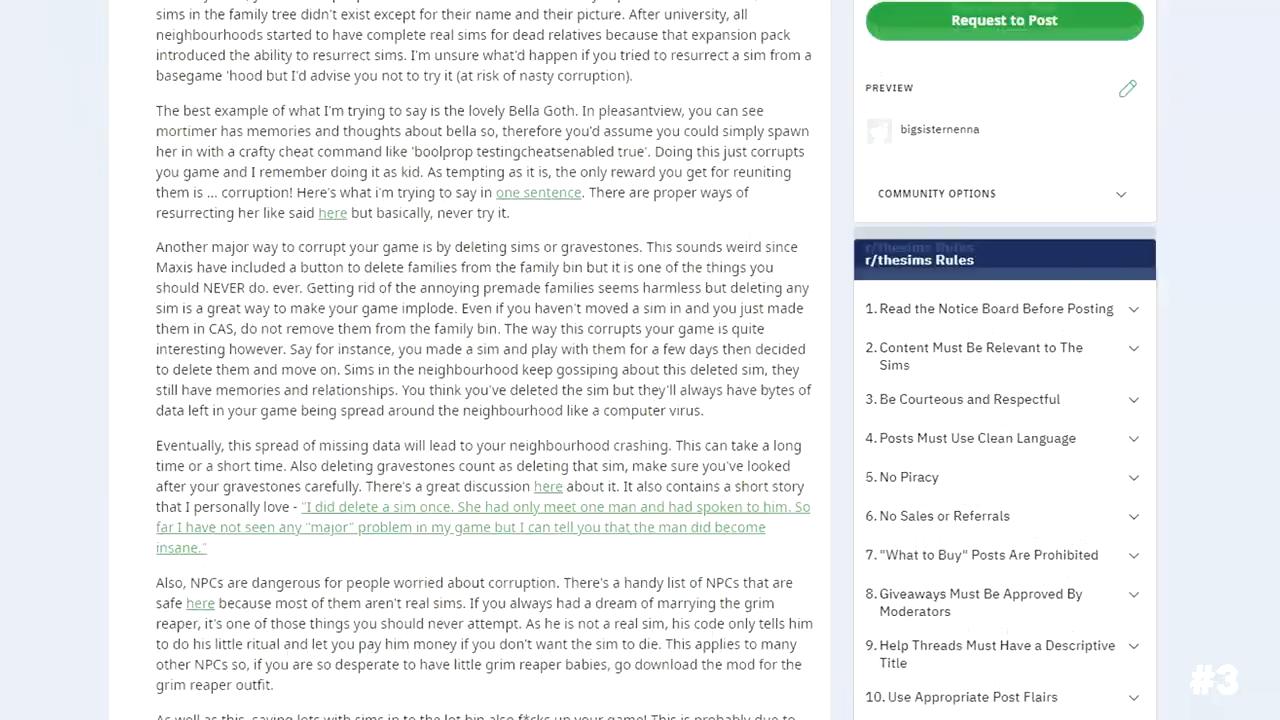 sims in the family tree didn't exist except for their name and their picture. After university, all
neighbourhoods started to have complete real sims for dead relatives because that expansion pack
introduced the ability to resurrect sims. I'm unsure what'd happen if you tried to resurrect a sim from a
basegame 'hood but I'd advise you not to try it (at risk of nasty corruption).
The best example of what I'm trying to say is the lovely Bella Goth. In pleasantview, you can see
mortimer has memories and thoughts about bella so, therefore you'd assume you could simply spawn
her in with a crafty cheat command like 'boolprop testingcheatsenabled true'. Doing this just corrupts
you game and I remember doing it as kid. As tempting as it is, the only reward you get for reuniting
them is ... corruption! Here's what i'm trying to say in one sentence. There are proper ways of
resurrecting her like said here but basically, never try it.
Another major way to corrupt your game is by deleting sims or gravestones. This sounds weird since
Maxis have included a button to delete families from the family bin but it is one of the things you
should NEVER do. ever. Getting rid of the annoying premade families seems harmless but deleting any
sim is a great way to make your game implode. Even if you haven't moved a sim in and you just made
them in CAS, do not remove them from the family bin. The way this corrupts your game is quite
interesting however. Say for instance, you made a sim and play with them for a few days then decided
to delete them and move on. Sims in the neighbourhood keep gossiping about this deleted sim, they
still have memories and relationships. You think you've deleted the sim but they'll always have bytes of
data left in your game being spread around the neighbourhood like a computer virus.
Eventually, this spread of missing data will lead to your neighbourhood crashing. This can take a long
time or a short time. Also deleting gravestones count as deleting that sim, make sure you've looked
after your gravestones carefully. There's a great discussion here about it. It also contains a short story
that I personally love - "I did delete a sim once. She had only meet one man and had spoken to him. So
far I have not seen any "major" problem in my game but I can tell you that the man did become
insane."
Also, NPCs are dangerous for people worried about corruption. There's a handy list of NPCs that are
safe here because most of them aren't real sims. If you always had a dream of marrying the grim
reaper, it's one of those things you should never attempt. As he is not a real sim, his code only tells him
to do his little ritual and let you pay him money if you don't want the sim to die. This applies to many
other NPCs so, if you are so desperate to have little grim reaper babies, go download the mod for the
grim reaper outfit.
As well as this, saving lots with sims in to the lot bin also f*cks up your game! This is probably due to
Request to Post
PREVIEW
bigsisternenna
COMMUNITY OPTIONS
r/thesims Rules
1. Read the Notice Board Before Posting
2. Content Must Be Relevant to The
Sims
3. Be Courteous and Respectful
4. Posts Must Use Clean Language
5. No Piracy
6. No Sales or Referrals
7. "What to Buy" Posts Are Prohibited
8. Giveaways Must Be Approved By
Moderators
9. Help Threads Must Have a Descriptive
Title
10. Use Appropriate Post Flairs
#3